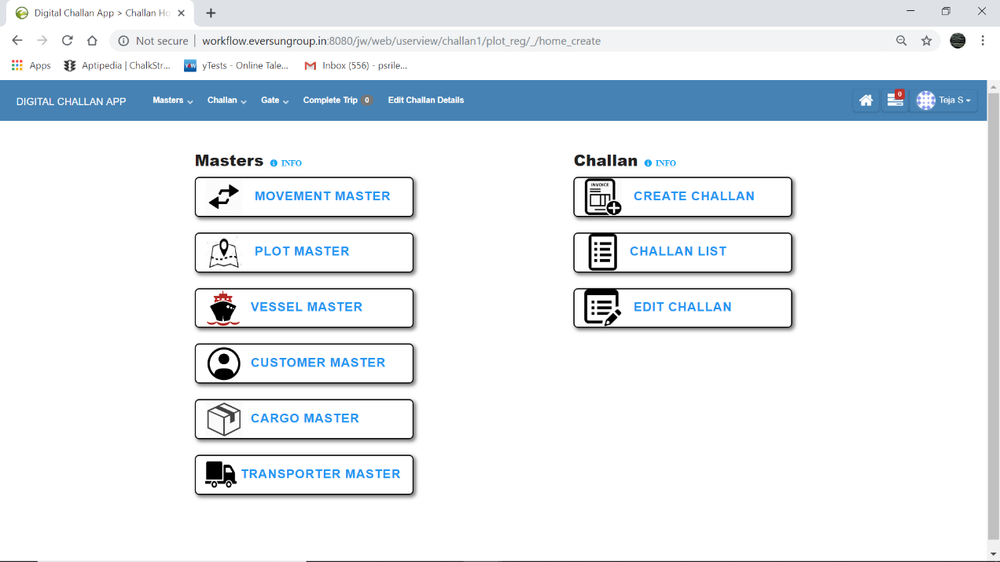 Digital Challan App > Challan Ho
Not secure | workflow.eversungroup.in:8080/jw/web/userview/challan1/plot_reg/_/home_create
Apps Aptipedia | ChalkStr... yTests - Online Tale... Inbox (556) - psrile...
DIGITAL CHALLAN APP Masters Challan Gate Complete Trip 0 Edit Challan Details 0 Teja S
Masters INFO
MOVEMENT MASTER
PLOT MASTER
VESSEL MASTER
CUSTOMER MASTER
CARGO MASTER
TRANSPORTER MASTER
Challan INFO
INVOICE
CREATE CHALLAN
CHALLAN LIST
EDIT CHALLAN